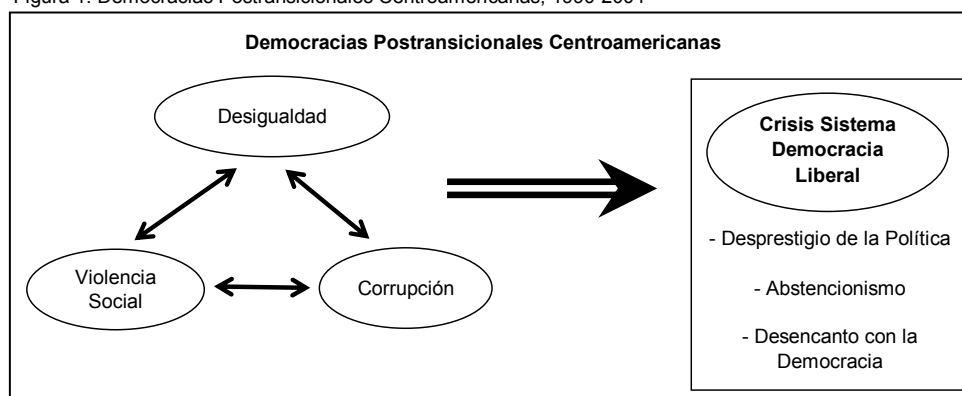 Figura 1. Democracias Postransicionales Centroamericanas, 1990-2004
Democracias Postransicionales Centroamericanas
Desigualdad
Violencia
Social
Corrupción
Crisis Sistema
Democracia
Liberal
- Desprestigio de la Política
- Abstencionismo
- Desencanto con la
Democracia